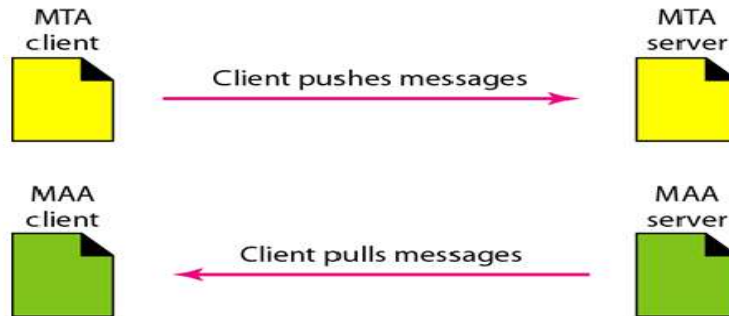 MTA
client
MTA
server
Client pushes messages
MAA
client
MAA
server
Client pulls messages